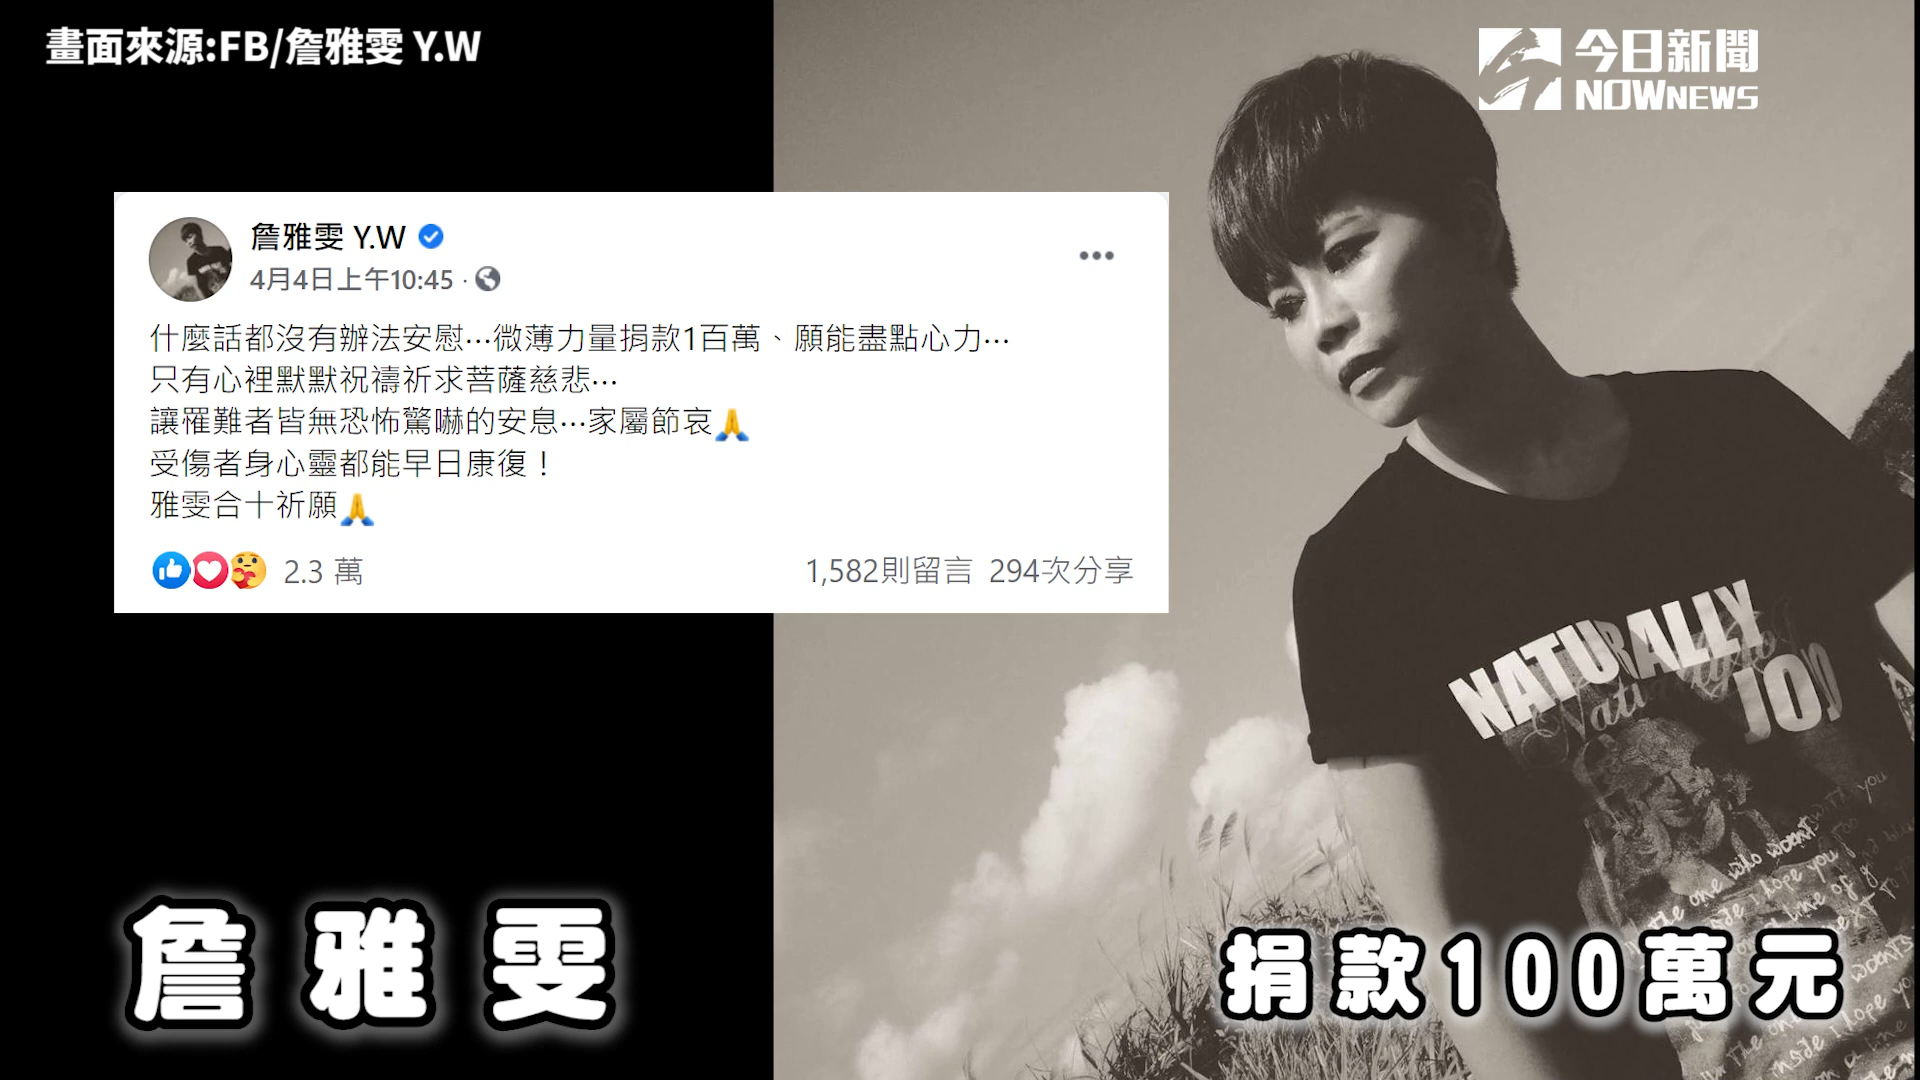 畫面來源:FB/詹雅雯 Y.W
今日新聞
NOWNEWS
詹雅雯 Y.W
4月4日上午10:45 ·
什麼話都沒有辦法安慰⋯微薄力量捐款1百萬、願能盡點心力⋯
只有心裡默默祝禱祈求菩薩慈悲⋯
讓罹難者皆無恐怖驚嚇的安息⋯家屬節哀🙏
受傷者身心靈都能早日康復！
雅雯合十祈願🙏
2.3 萬
1,582則留言 294次分享
NATURALLY
JOY
詹雅雯
捐款100萬元